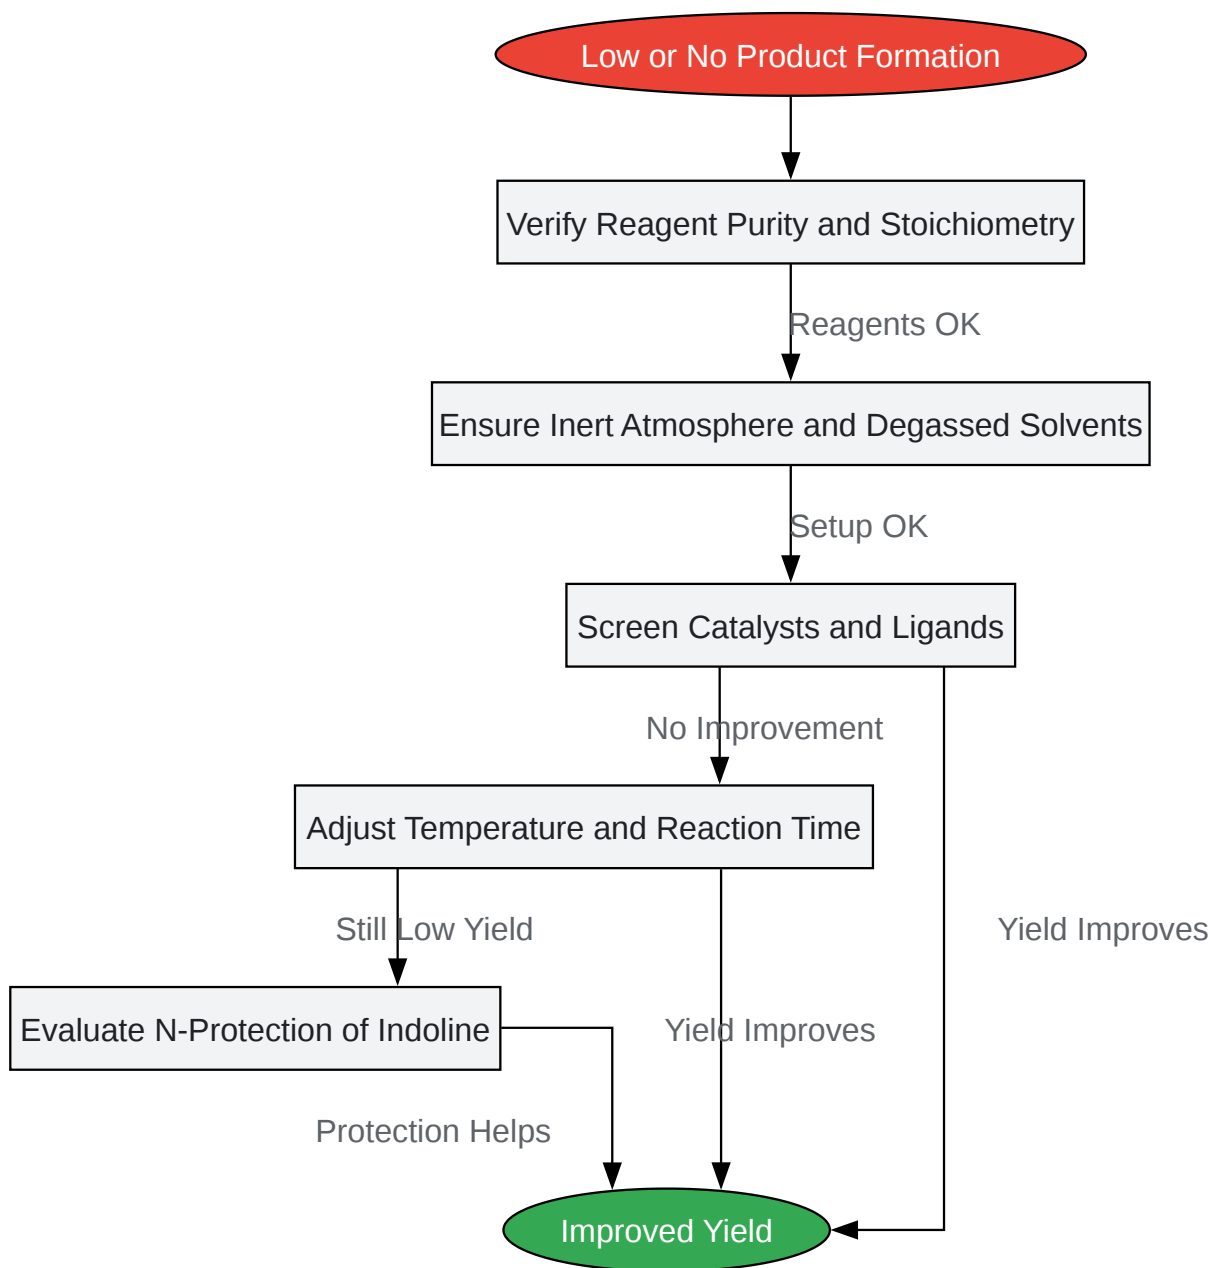 Low or No Product Formation
Verify Reagent Purity and Stoichiometry
Reagents OK
Ensure Inert Atmosphere and Degassed Solvents
Setup OK
Screen Catalysts and Ligands
No Improvement
Adjust Temperature and Reaction Time
Still Low Yield
Yield Improves
Evaluate N-Protection of Indoline
Yield Improves
Protection Helps
Improved Yield